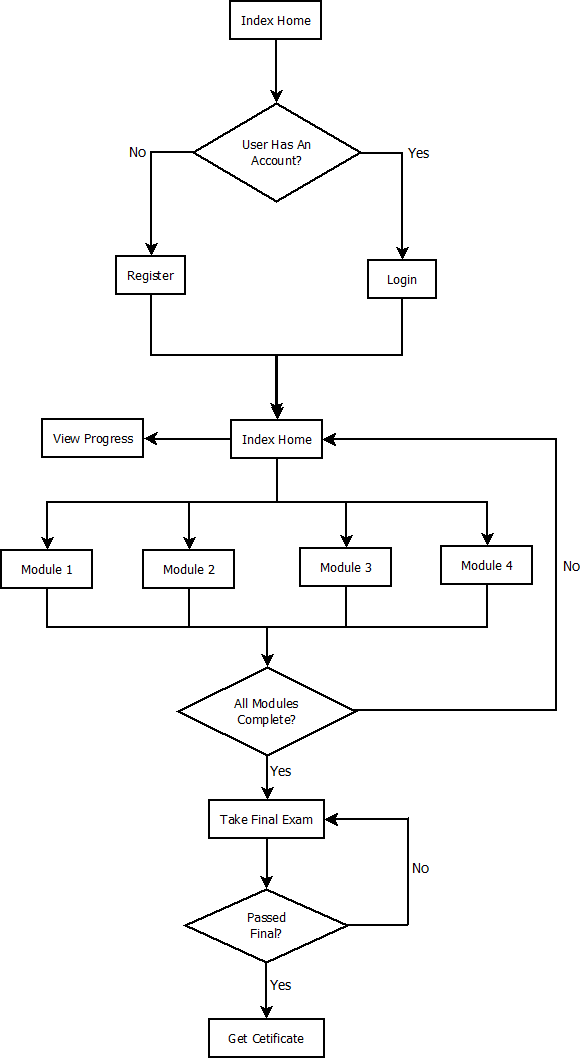 Index Home
User Has An
Account?
No
Yes
Register
Login
View Progress
Index Home
Module 1
Module 2
Module 3
Module 4
No
All Modules
Complete?
Yes
Take Final Exam
No
Passed
Final?
Yes
Get Cetificate